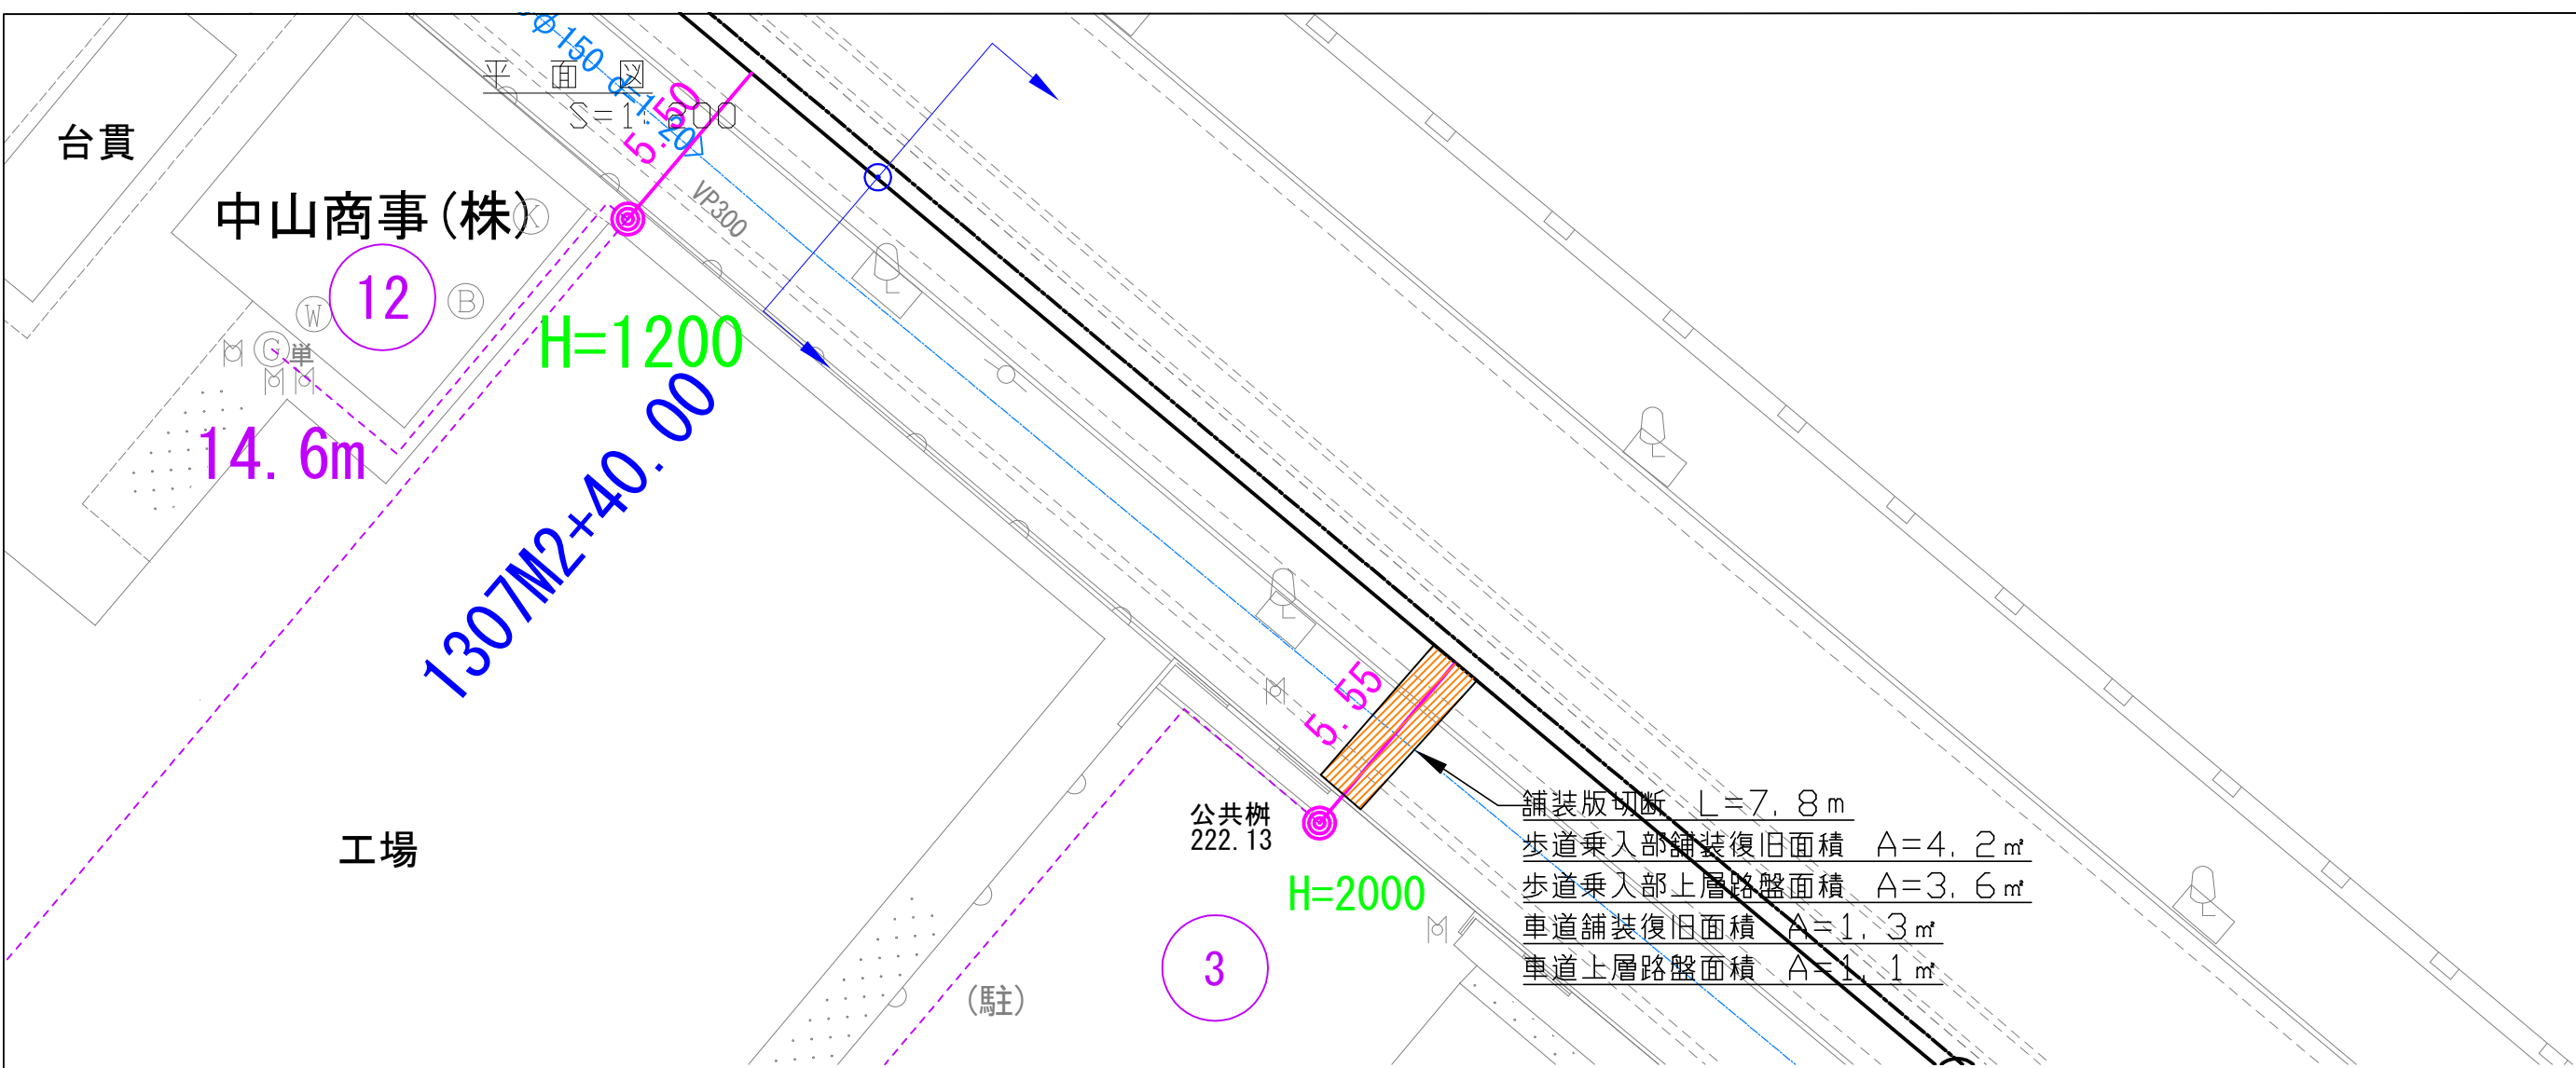 φ150 d=1.20
平面図
S=1:200
5.50
台貫
中山商事(株)
K
VP300
12
B
W
G
単
H=1200
14.6m
1307M2+40.00
5.55
公共桝
222.13
工場
H=2000
3
(駐)
舗装版切断 L=7.8m
歩道乗入部舗装復旧面積 A=4.2㎡
歩道乗入部上層路盤面積 A=3.6㎡
車道舗装復旧面積 A=1.3㎡
車道上層路盤面積 A=1.1㎡